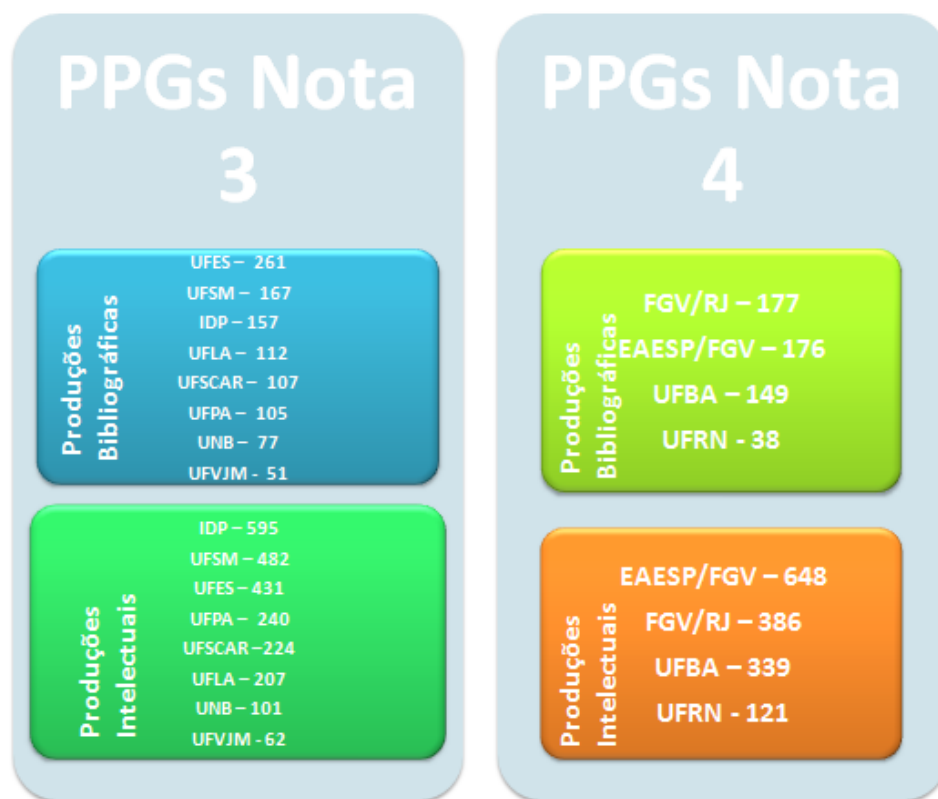 PPGs Nota
3
Produções
Bibliográficas
UFES – 261
UFSM – 167
IDP – 157
UFLA – 112
UFSCAR – 107
UFPA – 105
UNB – 77
UFVJM - 51
Produções
Intelectuais
IDP – 595
UFSM – 482
UFES – 431
UFPA – 240
UFSCAR –224
UFLA – 207
UNB – 101
UFVJM - 62
PPGs Nota
4
Produções
Bibliográficas
FGV/RJ – 177
EAESP/FGV – 176
UFBA – 149
UFRN - 38
Produções
Intelectuais
EAESP/FGV – 648
FGV/RJ – 386
UFBA – 339
UFRN - 121